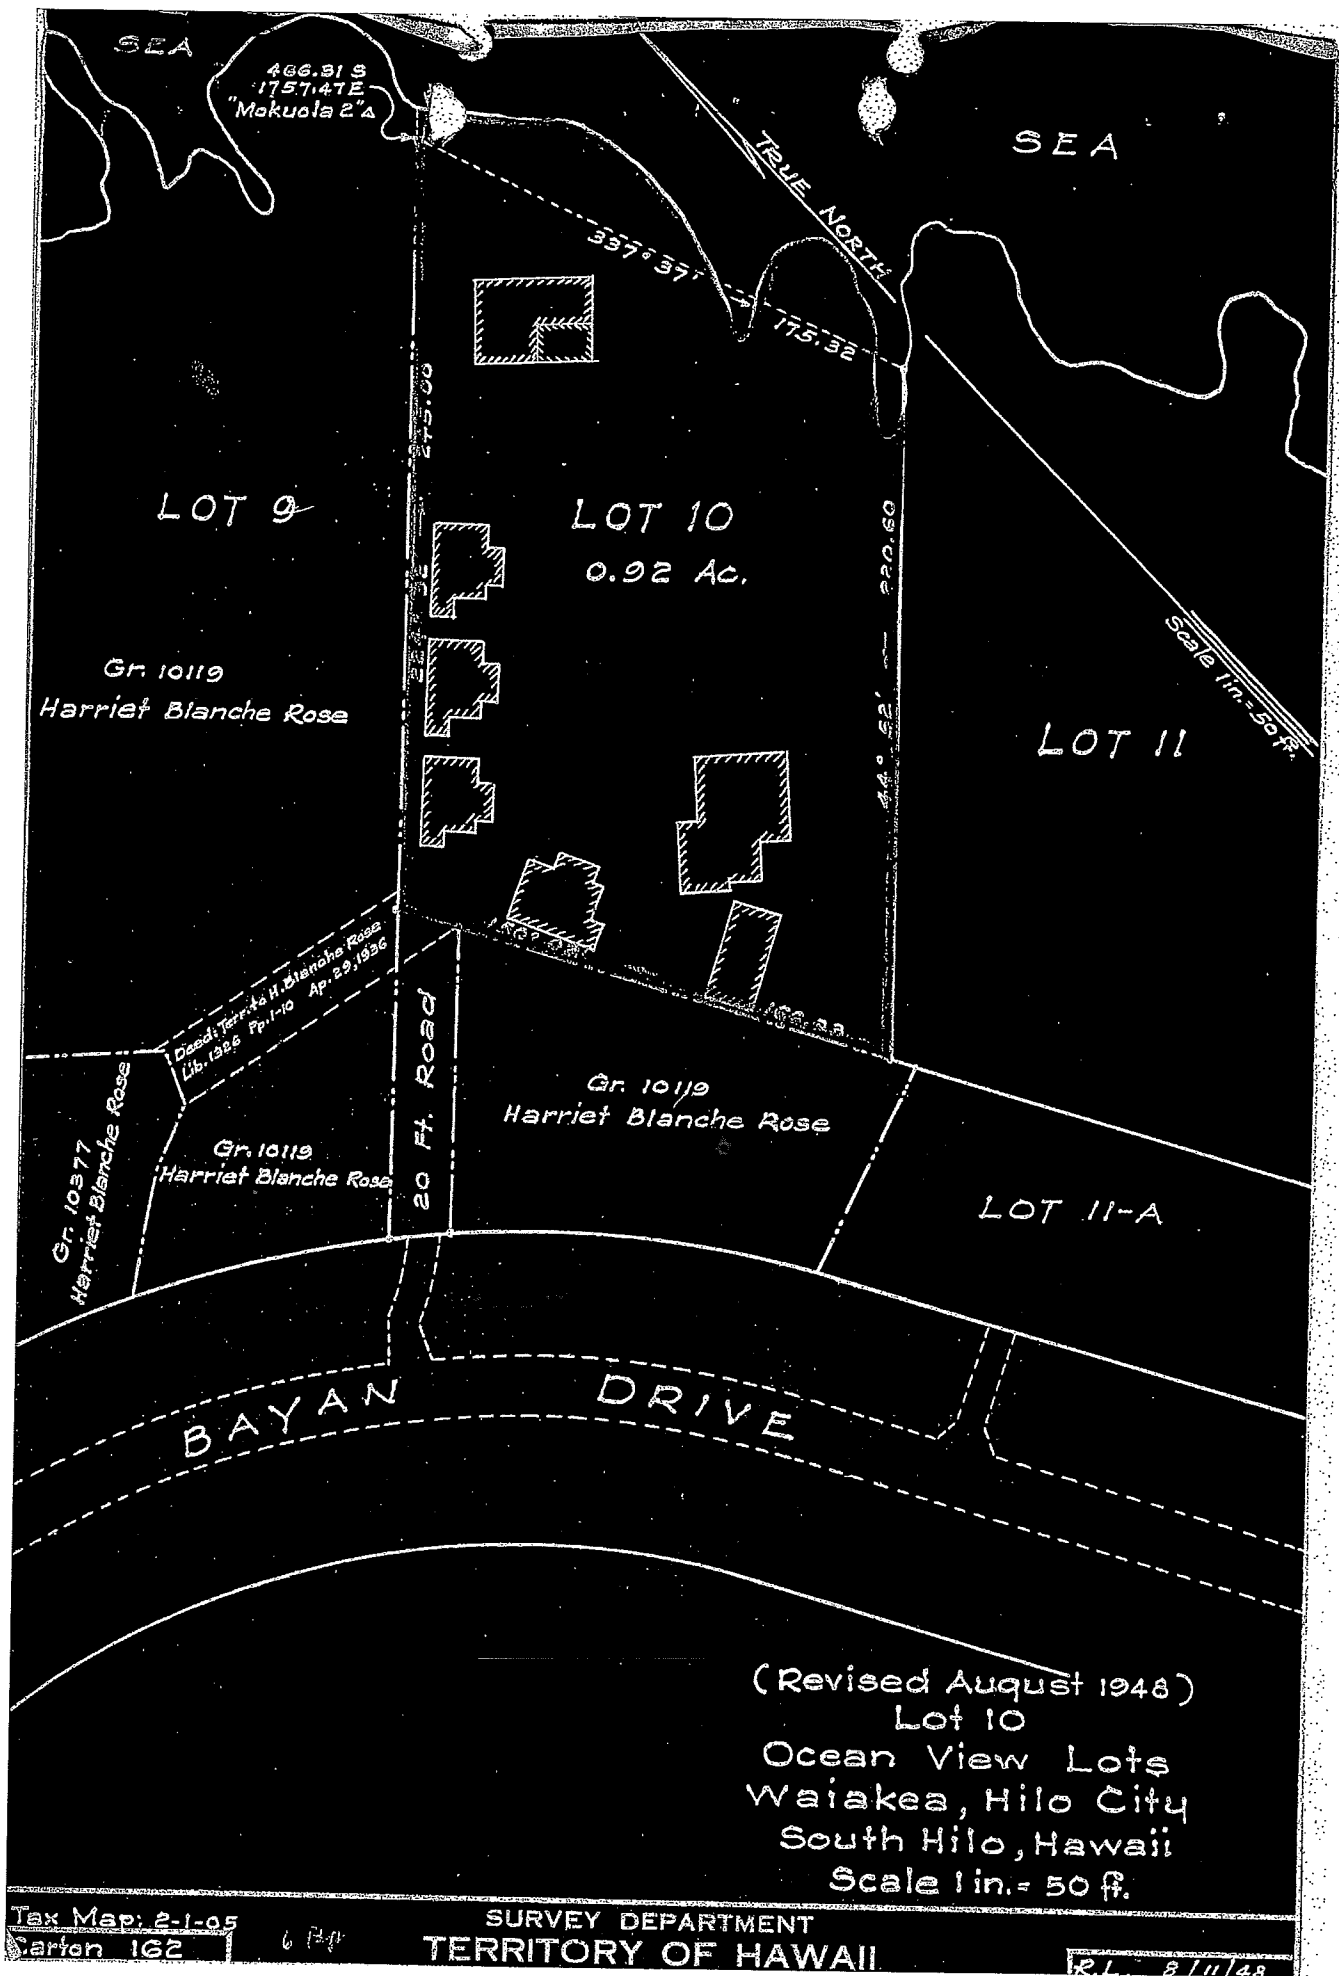 SEA
466.31 S
1757.47 E
"Mokuola 2" Δ
SEA
TRUE NORTH
337° 37'
175.32
LOT 9
LOT 10
0.92 Ac.
220.60
44° 52'
Scale 1 in. = 50 ft.
Gr. 10119
Harriet Blanche Rose
LOT 11
Deed: Territo H. Blanche Rose
Lib. 1326 Pp. 1-10 Ap. 29, 1936
20 Ft. Road
Gr. 10119
Harriet Blanche Rose
Gr. 10377
Harriet Blanche Rose
Gr. 10119
Harriet Blanche Rose
LOT 11-A
BAYAN DRIVE
(Revised August 1948)
Lot 10
Ocean View Lots
Waiakea, Hilo City
South Hilo, Hawaii
Scale 1 in. = 50 ft.
Tax Map: 2-1-05
Carton 162
SURVEY DEPARTMENT
TERRITORY OF HAWAII
R.L. 8/11/48